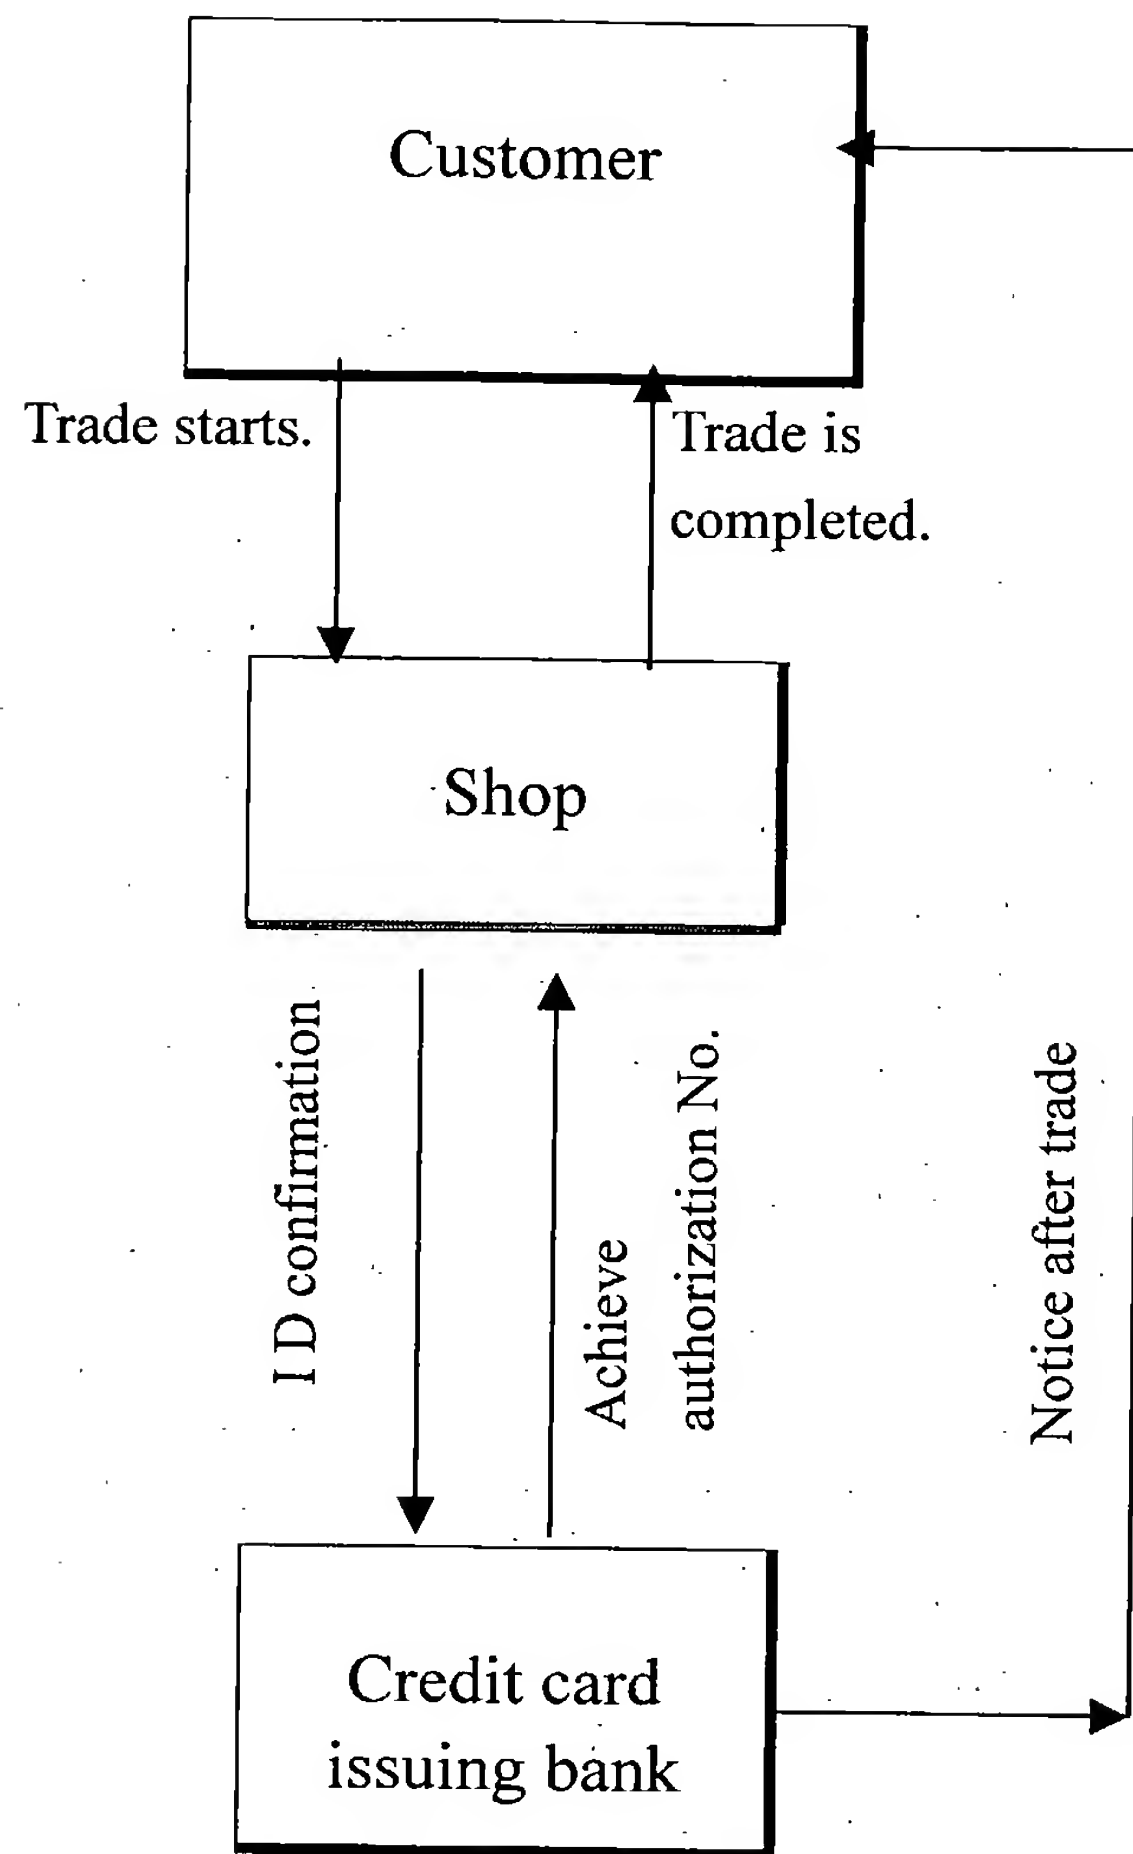 Customer
Trade starts.
Trade is
completed.
Shop
I D confirmation
Achieve
authorization No.
Notice after trade
Credit card
issuing bank